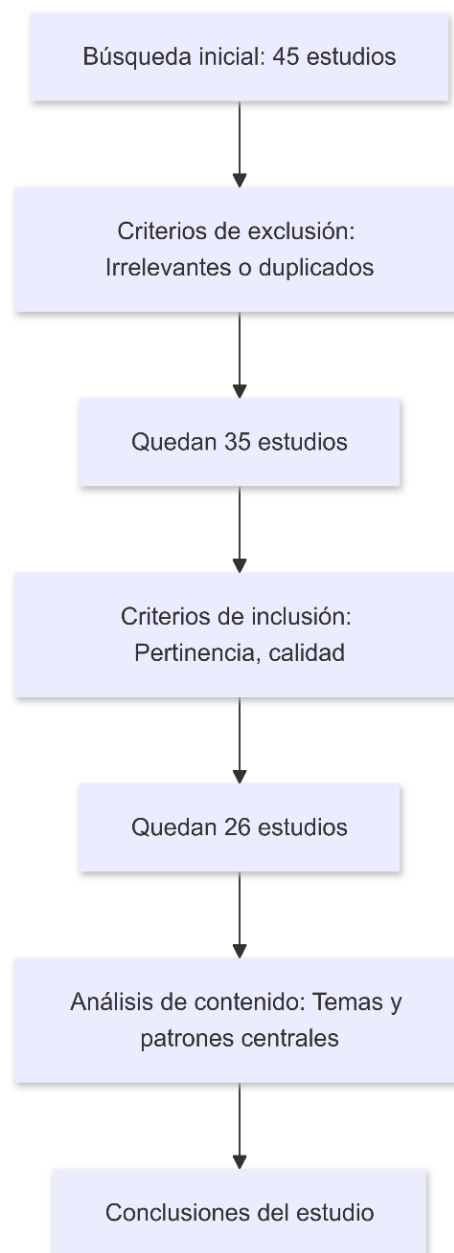 Búsqueda inicial: 45 estudios
Criterios de exclusión:
Irrelevantes o duplicados
Quedan 35 estudios
Criterios de inclusión:
Pertinencia, calidad
Quedan 26 estudios
Análisis de contenido: Temas y
patrones centrales
Conclusiones del estudio